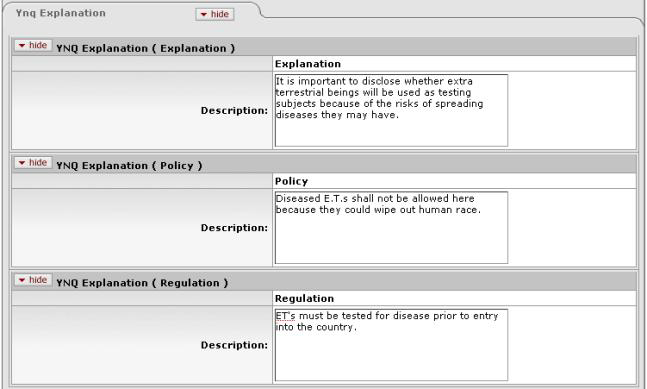 Ynq Explanation
hide
hide YNQ Explanation ( Explanation )
Explanation
Description:
It is important to disclose whether extra
terrestrial beings will be used as testing
subjects because of the risks of spreading
diseases they may have.
hide YNQ Explanation ( Policy )
Policy
Description:
Diseased E.T.s shall not be allowed here
because they could wipe out human race.
hide YNQ Explanation ( Regulation )
Regulation
Description:
ET's must be tested for disease prior to entry
into the country.